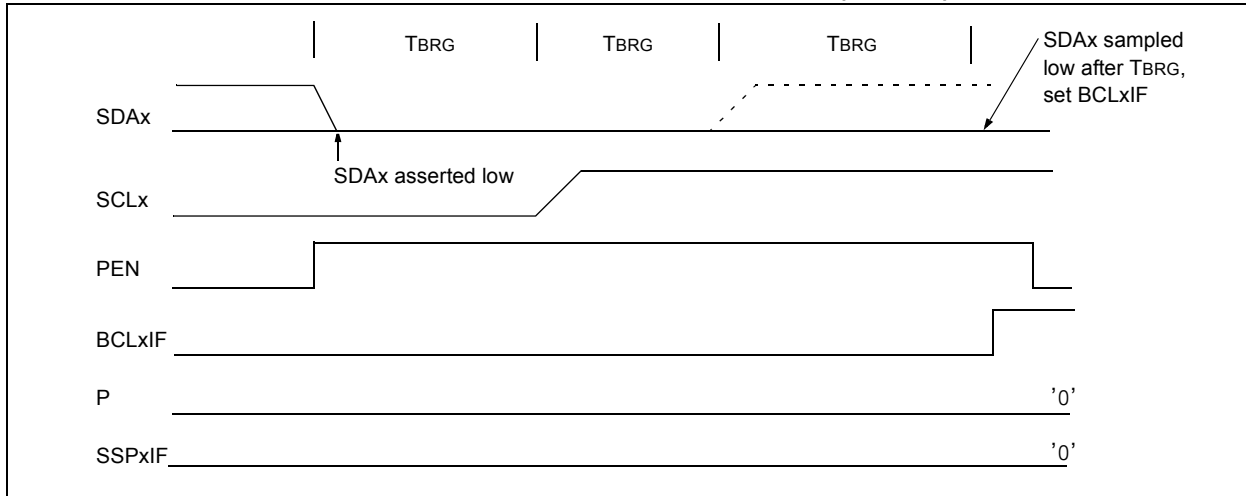 TBRG TBRG TBRG
SDAx sampled
low after TBRG,
set BCLxIF
SDAx
SDAx asserted low
SCLx
PEN
BCLxIF
P '0'
SSPxIF '0'